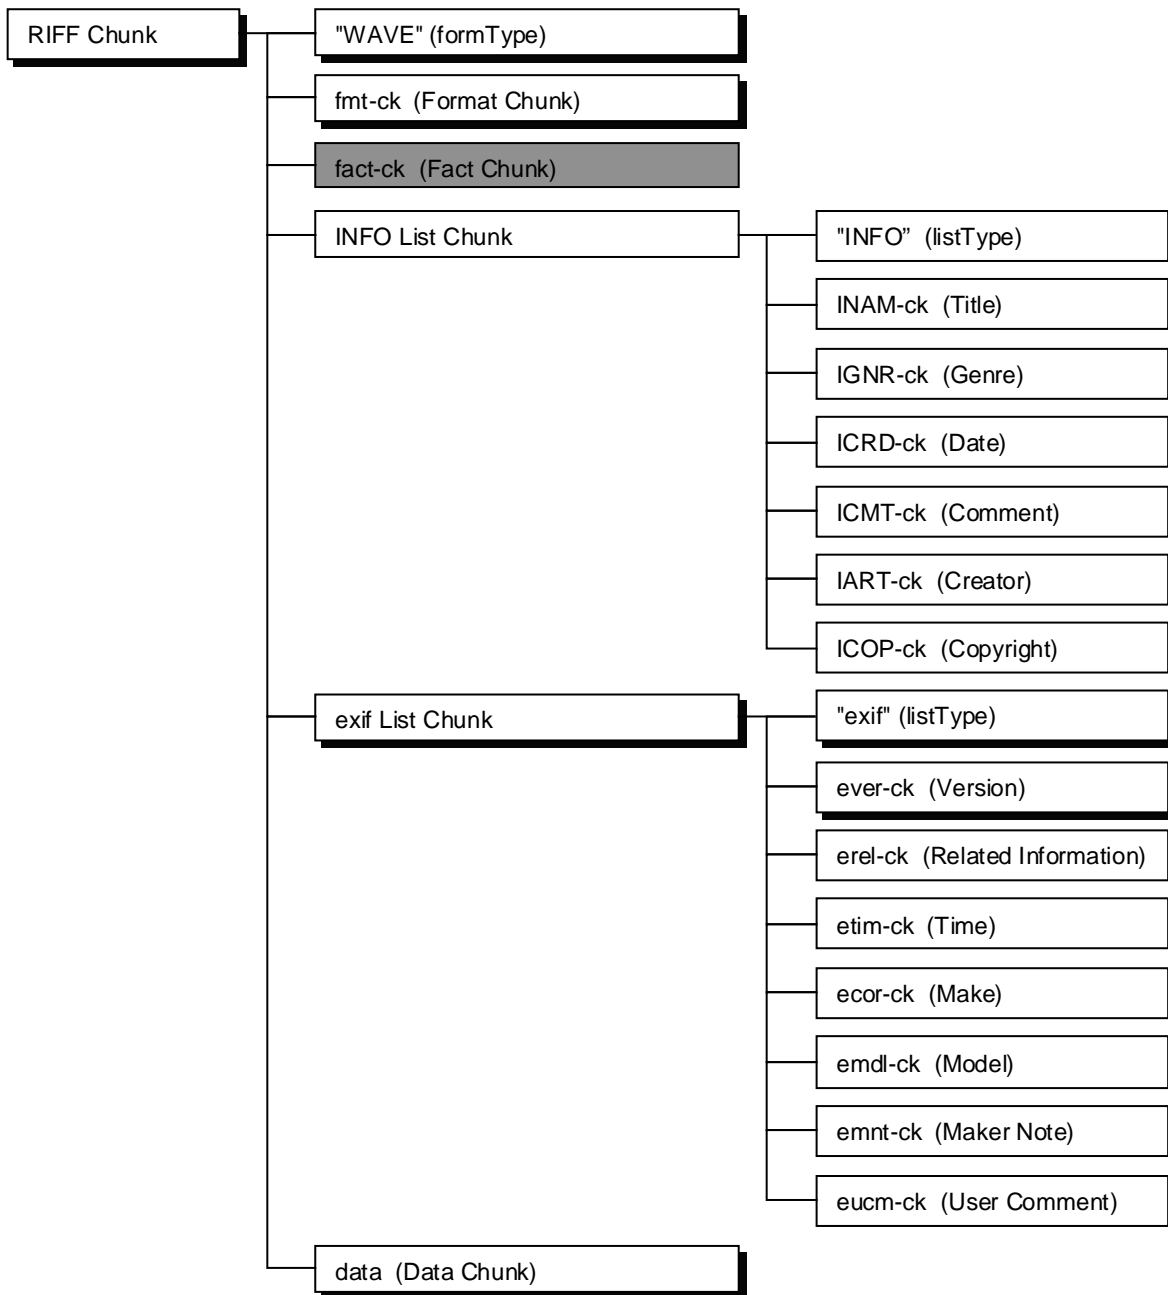 RIFF Chunk
"WAVE" (formType)
fmt-ck (Format Chunk)
fact-ck (Fact Chunk)
INFO List Chunk
"INFO” (listType)
INAM-ck (Title)
IGNR-ck (Genre)
ICRD-ck (Date)
ICMT-ck (Comment)
IART-ck (Creator)
ICOP-ck (Copyright)
exif List Chunk
"exif" (listType)
ever-ck (Version)
erel-ck (Related Information)
etim-ck (Time)
ecor-ck (Make)
emdl-ck (Model)
emnt-ck (Maker Note)
eucm-ck (User Comment)
data (Data Chunk)